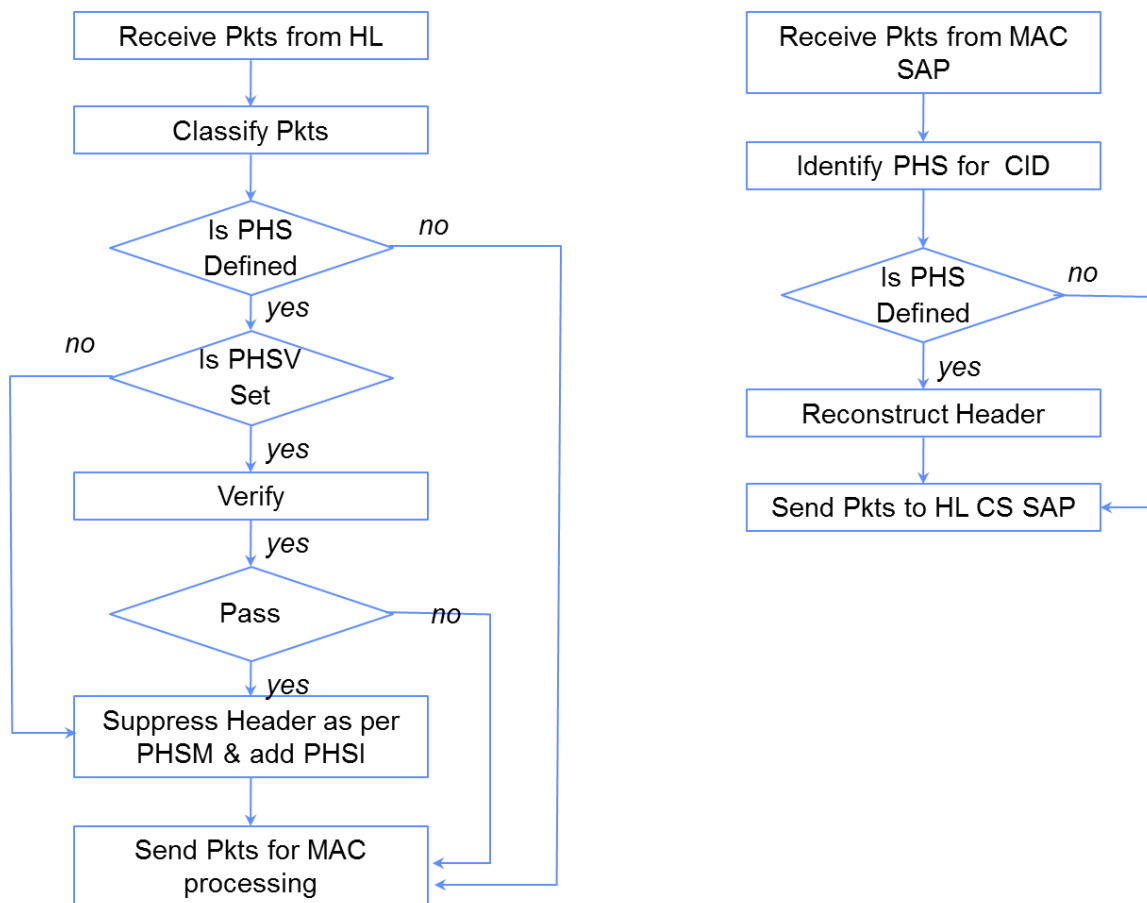 Receive Pkts from HL
Classify Pkts
Is PHS
Defined
no
yes
no
Is PHSV
Set
yes
Verify
yes
Pass
no
yes
Suppress Header as per
PHSM & add PHSI
Send Pkts for MAC
processing
Receive Pkts from MAC
SAP
Identify PHS for CID
Is PHS
Defined
no
yes
Reconstruct Header
Send Pkts to HL CS SAP